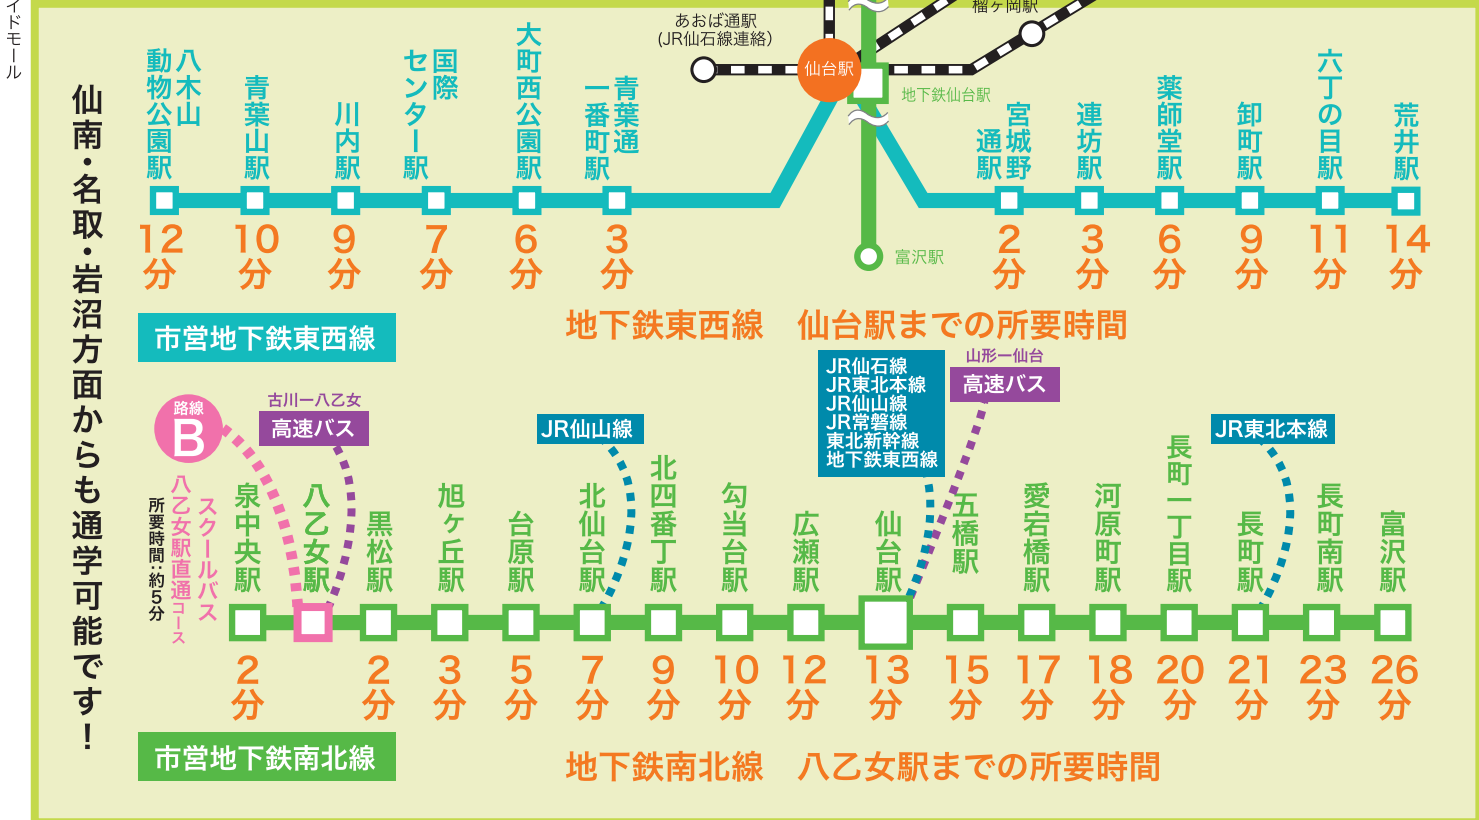 イドモール
仙南・名取・岩沼方面からも通学可能です！
あおば通駅
(JR仙石線連絡)
仙台駅
榴ヶ岡駅
地下鉄仙台駅
富沢駅
八木山
動物公園駅
青葉山駅
川内駅
国際
センター駅
大町西公園駅
青葉通
一番町駅
宮城野
通駅
連坊駅
薬師堂駅
卸町駅
六丁の目駅
荒井駅
12分
10分
9分
7分
6分
3分
2分
3分
6分
9分
11分
14分
市営地下鉄東西線
地下鉄東西線　仙台駅までの所要時間
路線
B
古川ー八乙女
高速バス
JR仙山線
JR仙石線
JR東北本線
JR仙山線
JR常磐線
東北新幹線
地下鉄東西線
山形ー仙台
高速バス
JR東北本線
スクールバス
八乙女駅直通コース
所要時間：約5分
泉中央駅
八乙女駅
黒松駅
旭ヶ丘駅
台原駅
北仙台駅
北四番丁駅
勾当台駅
広瀬駅
仙台駅
五橋駅
愛宕橋駅
河原町駅
長町一丁目駅
長町駅
長町南駅
富沢駅
2分
2分
3分
5分
7分
9分
10分
12分
13分
15分
17分
18分
20分
21分
23分
26分
市営地下鉄南北線
地下鉄南北線　八乙女駅までの所要時間